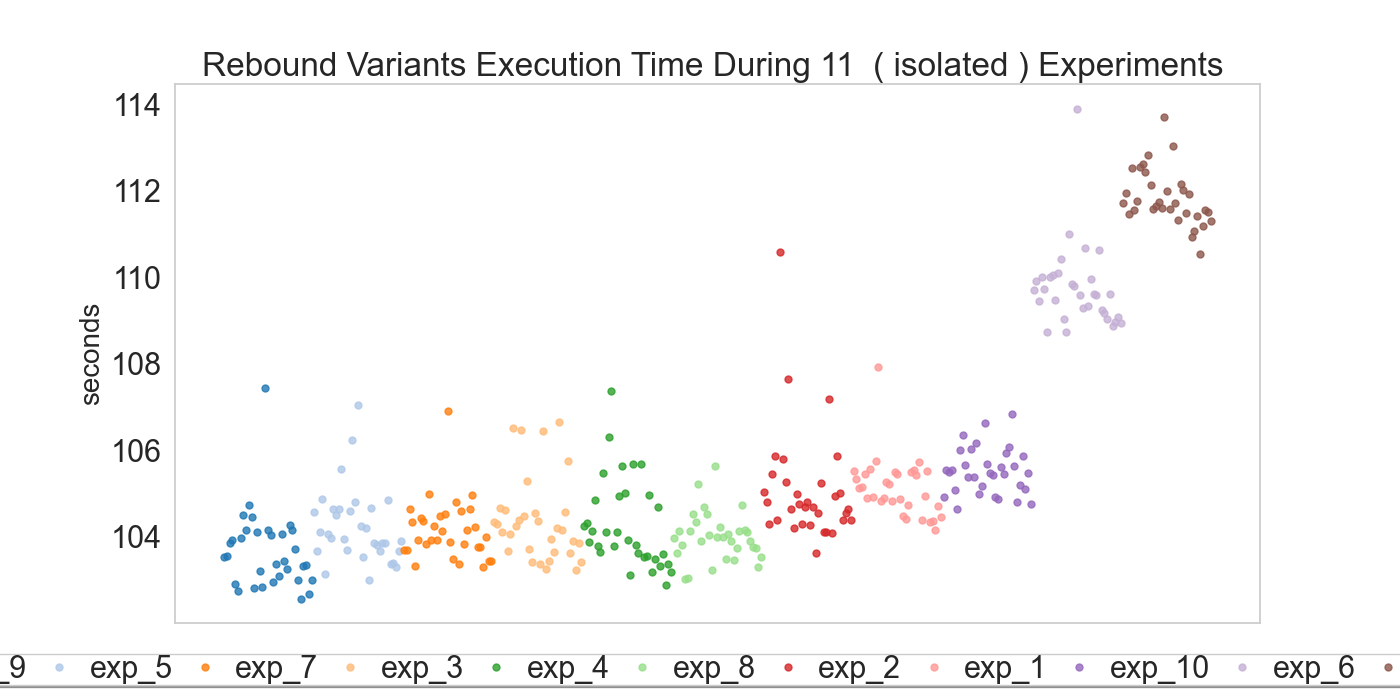 Rebound Variants Execution Time During 11 ( isolated ) Experiments
114
112
110
108
106
104
seconds
_9 exp_5 exp_7 exp_3 exp_4 exp_8 exp_2 exp_1 exp_10 exp_6